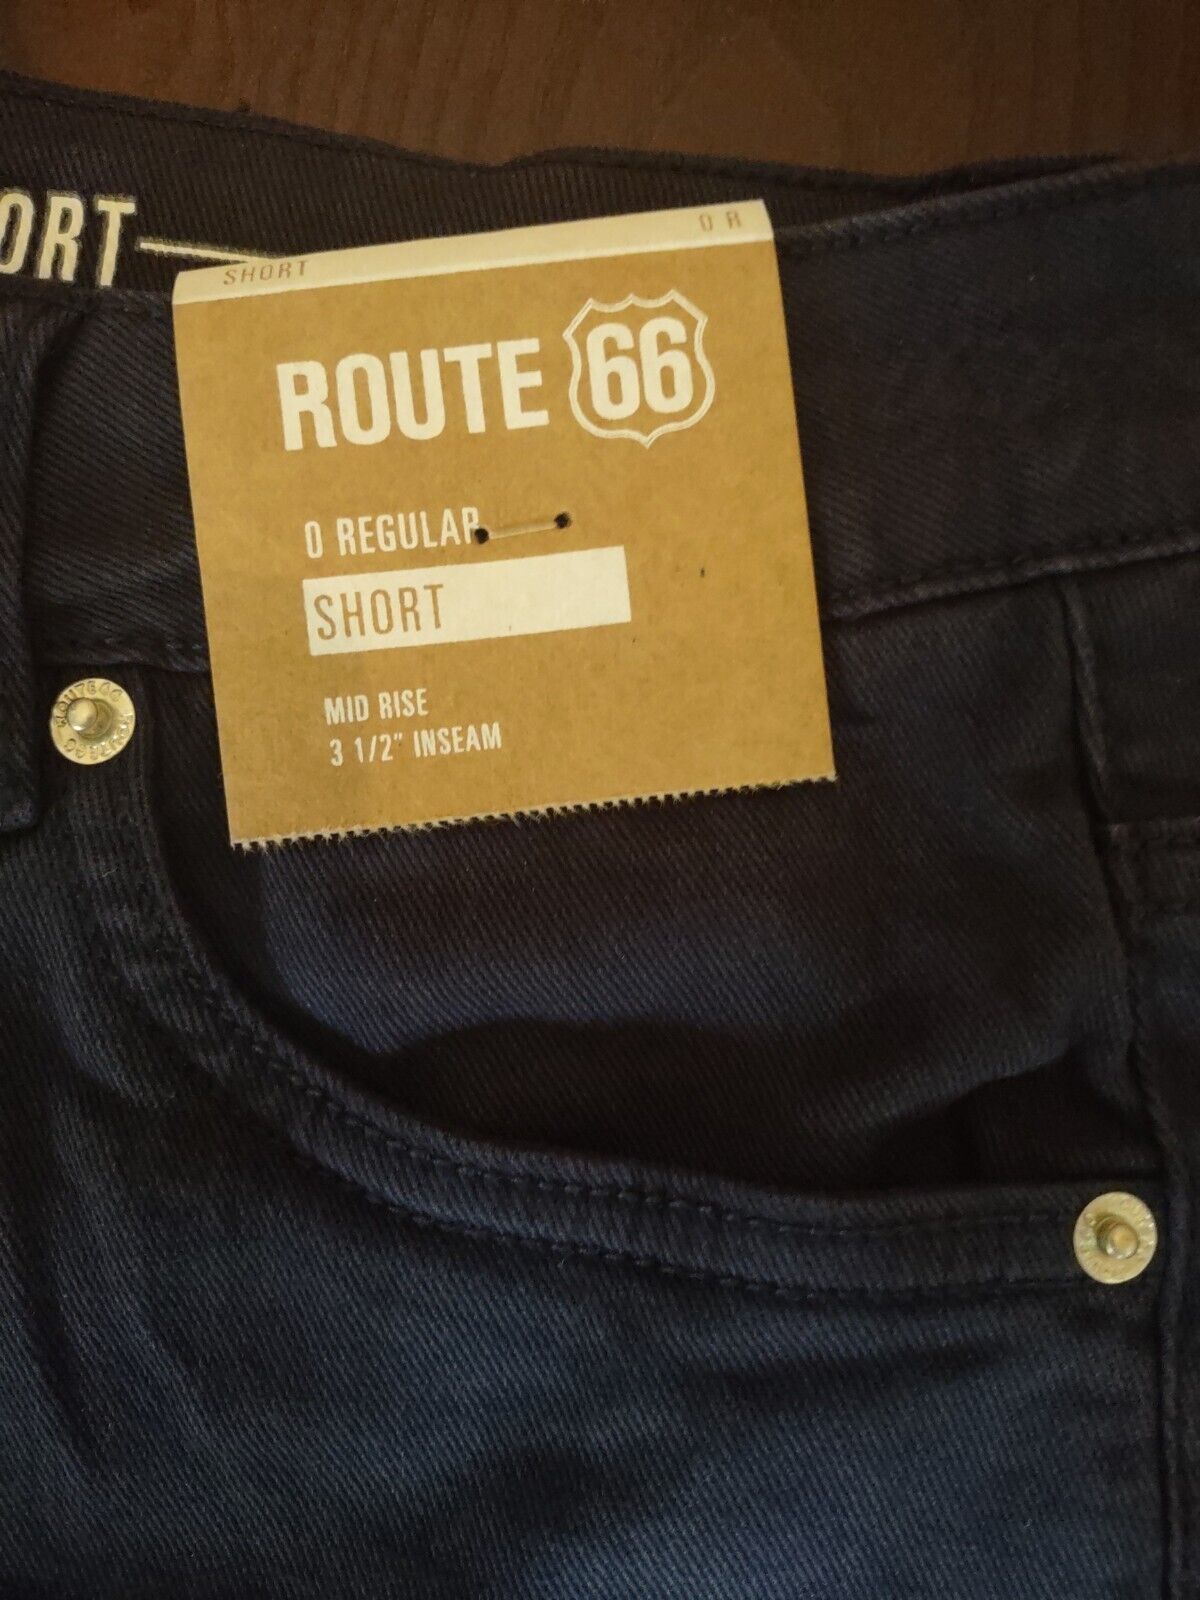 ORT
SHORT 0 R
ROUTE 66
0 REGULAR
SHORT
MID RISE
3 1/2" INSEAM